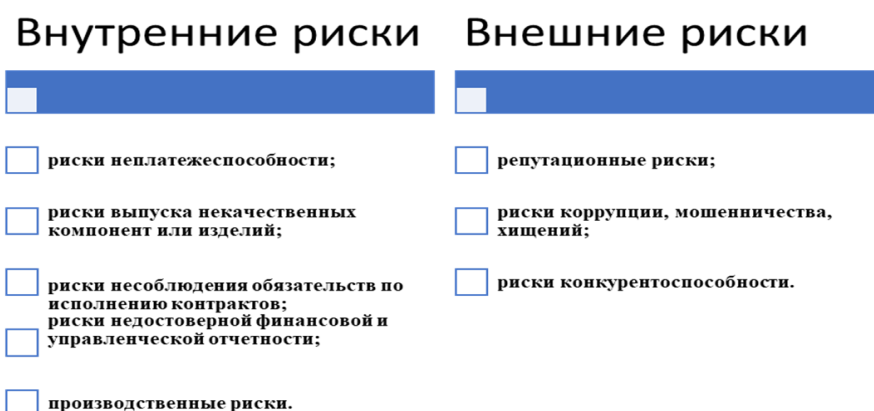 Внутренние риски
риски неплатежеспособности;
риски выпуска некачественных
компонент или изделий;
риски несоблюдения обязательств по
исполнению контрактов;
риски недостоверной финансовой и
управленческой отчетности;
производственные риски.
Внешние риски
репутационные риски;
риски коррупции, мошенничества,
хищений;
риски конкурентоспособности.